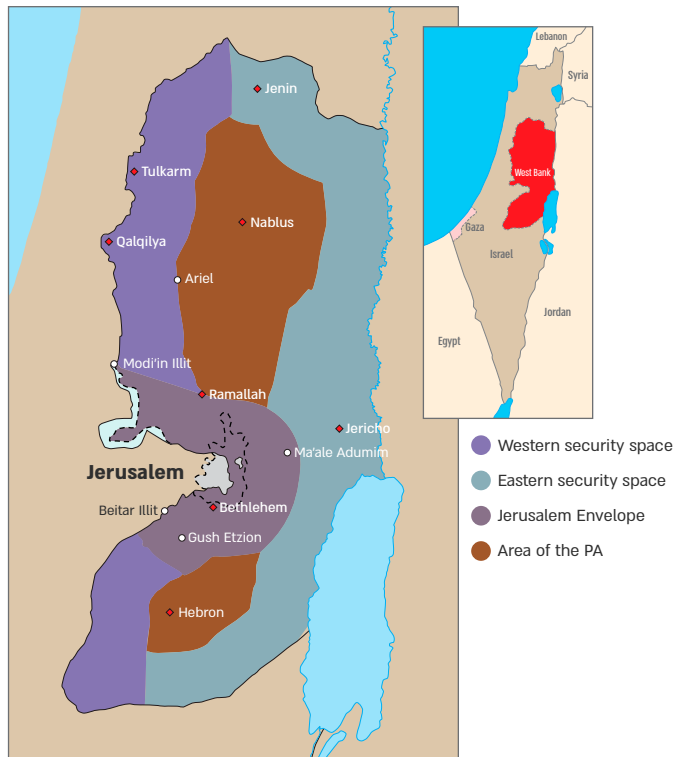 Jenin
Tulkarm
Nablus
Qalqilya
Ariel
Modi'in Illit
Ramallah
Jericho
Ma'ale Adumim
Jerusalem
Beitar Illit
Bethlehem
Gush Etzion
Hebron
Lebanon
Syria
West Bank
Gaza
Israel
Jordan
Egypt
Western security space
Eastern security space
Jerusalem Envelope
Area of the PA